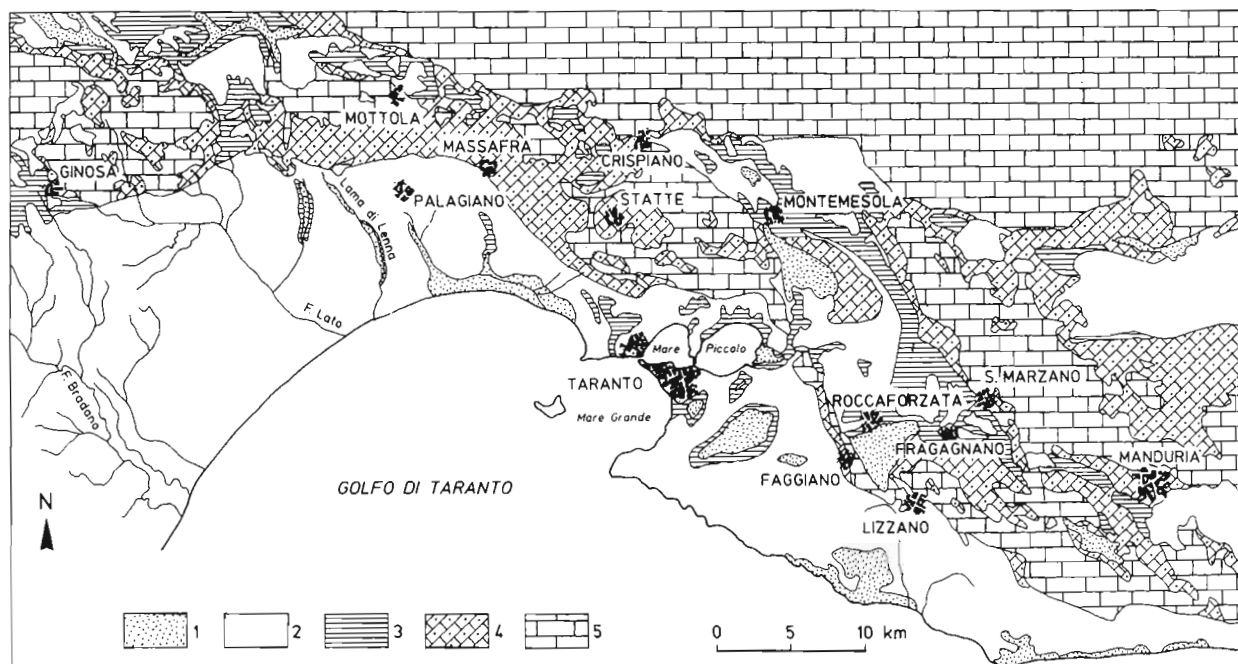 MOTTOLA
MASSAFRA
CRISPIANO
GINOSA
PALAGIANO
STATTE
MONTEMESOLA
Lama di Lenna
F. Lato
Mare Piccolo
TARANTO
Mare Grande
S. MARZANO
ROCCAFORZATA
F. Bradano
FRAGAGNANO
MANDURIA
FAGGIANO
GOLFO DI TARANTO
LIZZANO
N
1 2 3 4 5 0 5 10 km